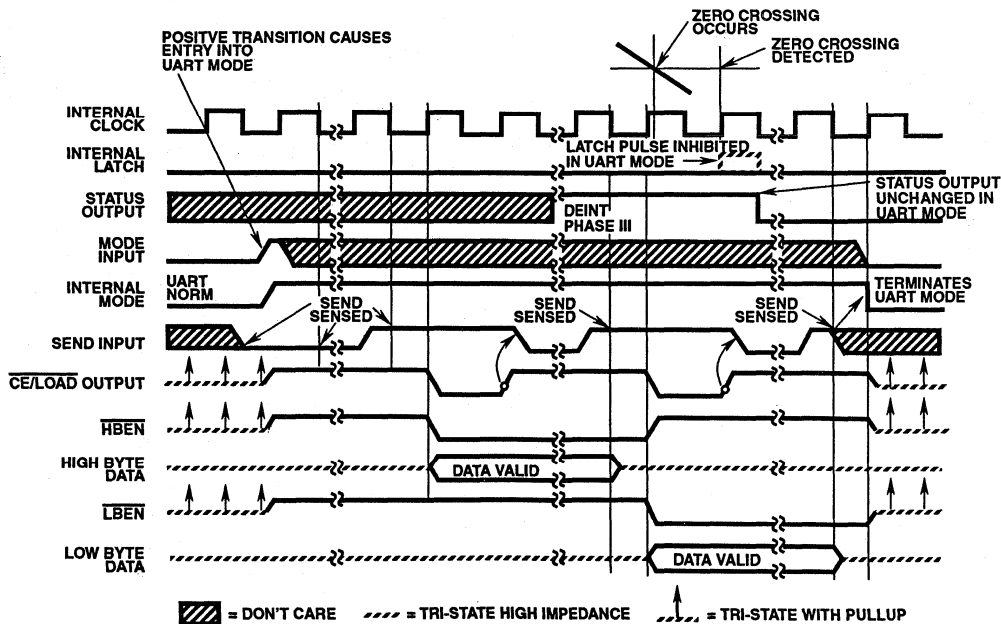 ZERO CROSSING
OCCURS
ZERO CROSSING
DETECTED
POSITVE TRANSITION CAUSES
ENTRY INTO
UART MODE
INTERNAL
CLOCK
INTERNAL
LATCH
LATCH PULSE INHIBITED
IN UART MODE
STATUS
OUTPUT
DEINT
PHASE III
STATUS OUTPUT
UNCHANGED IN
UART MODE
MODE
INPUT
INTERNAL
MODE
UART
NORM
TERMINATES
UART MODE
SEND
SENSED
SEND
SENSED
SEND
SENSED
SEND INPUT
CE/LOAD OUTPUT
HBEN
HIGH BYTE
DATA
DATA VALID
LBEN
LOW BYTE
DATA
DATA VALID
= DON'T CARE
= TRI-STATE HIGH IMPEDANCE
= TRI-STATE WITH PULLUP